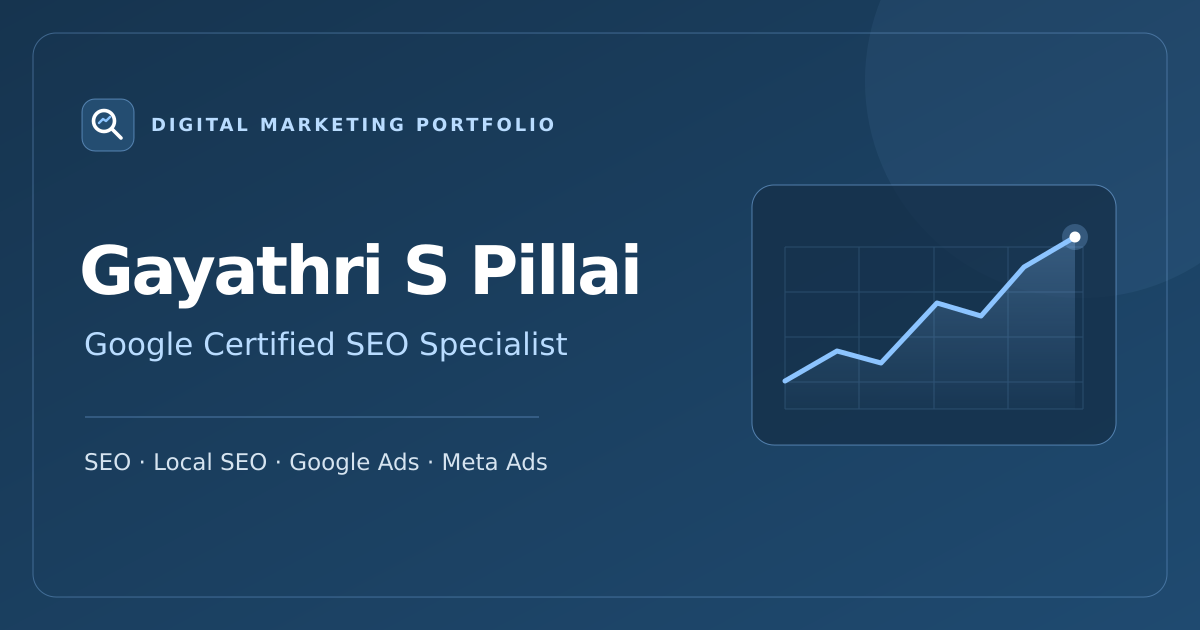 DIGITAL MARKETING PORTFOLIO
Gayathri S Pillai
Google Certified SEO Specialist
SEO · Local SEO · Google Ads · Meta Ads